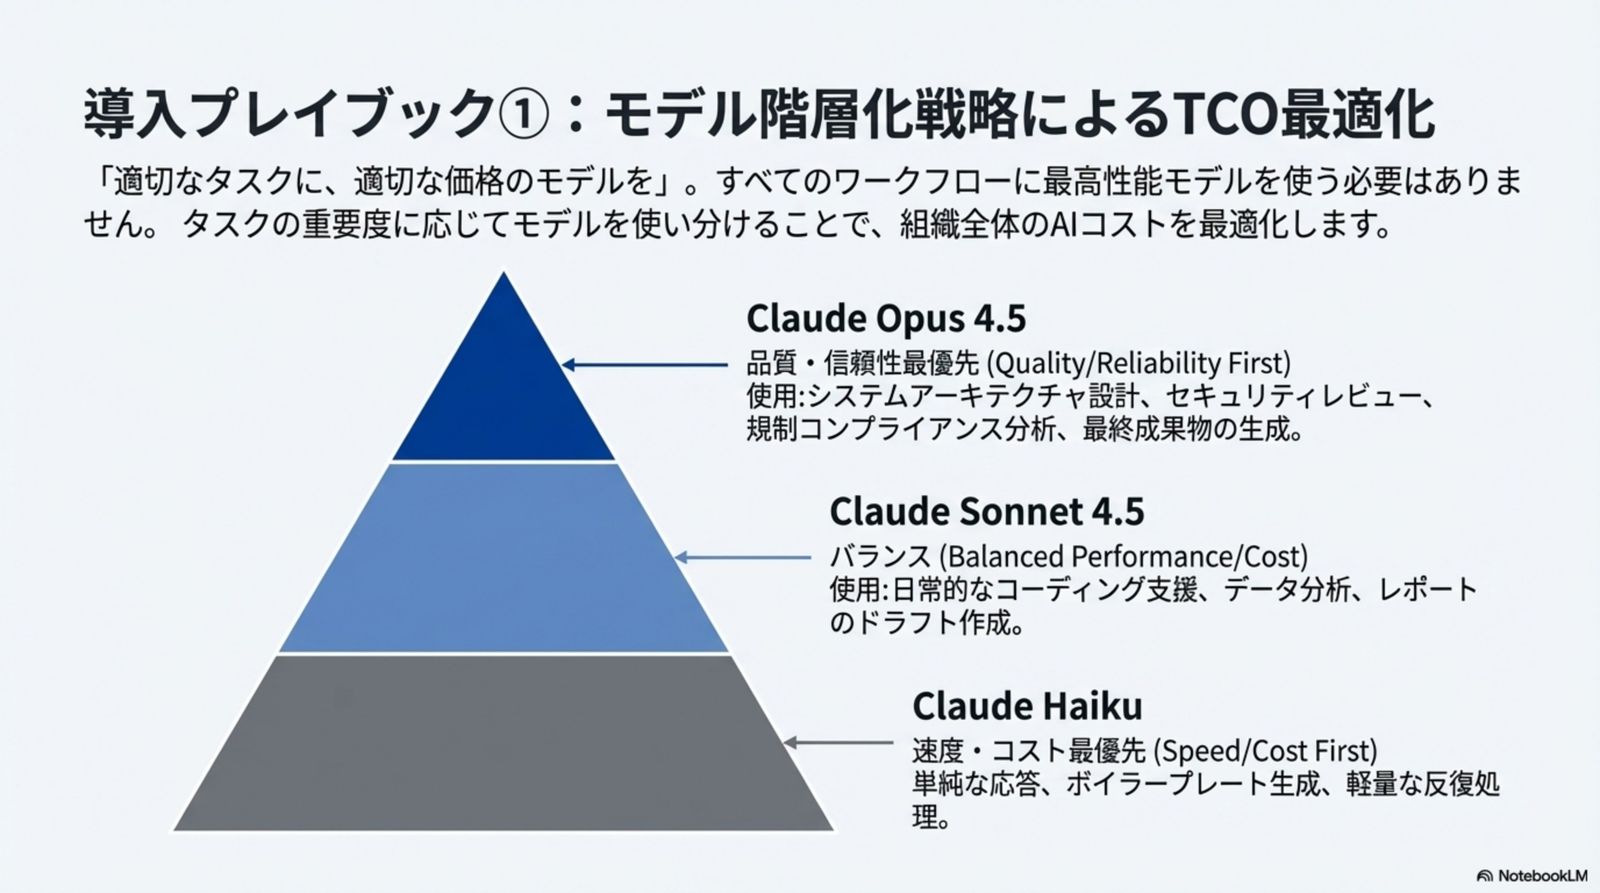 導入プレイブック①：モデル階層化戦略によるTCO最適化
「適切なタスクに、適切な価格のモデルを」。すべてのワークフローに最高性能モデルを使う必要はありま
せん。 タスクの重要度に応じてモデルを使い分けることで、組織全体のAIコストを最適化します。
Claude Opus 4.5
品質・信頼性最優先 (Quality/Reliability First)
使用:システムアーキテクチャ設計、セキュリティレビュー、
規制コンプライアンス分析、最終成果物の生成。
Claude Sonnet 4.5
バランス (Balanced Performance/Cost)
使用:日常的なコーディング支援、データ分析、レポート
のドラフト作成。
Claude Haiku
速度・コスト最優先 (Speed/Cost First)
単純な応答、ボイラープレート生成、軽量な反復処
理。
NotebookLM